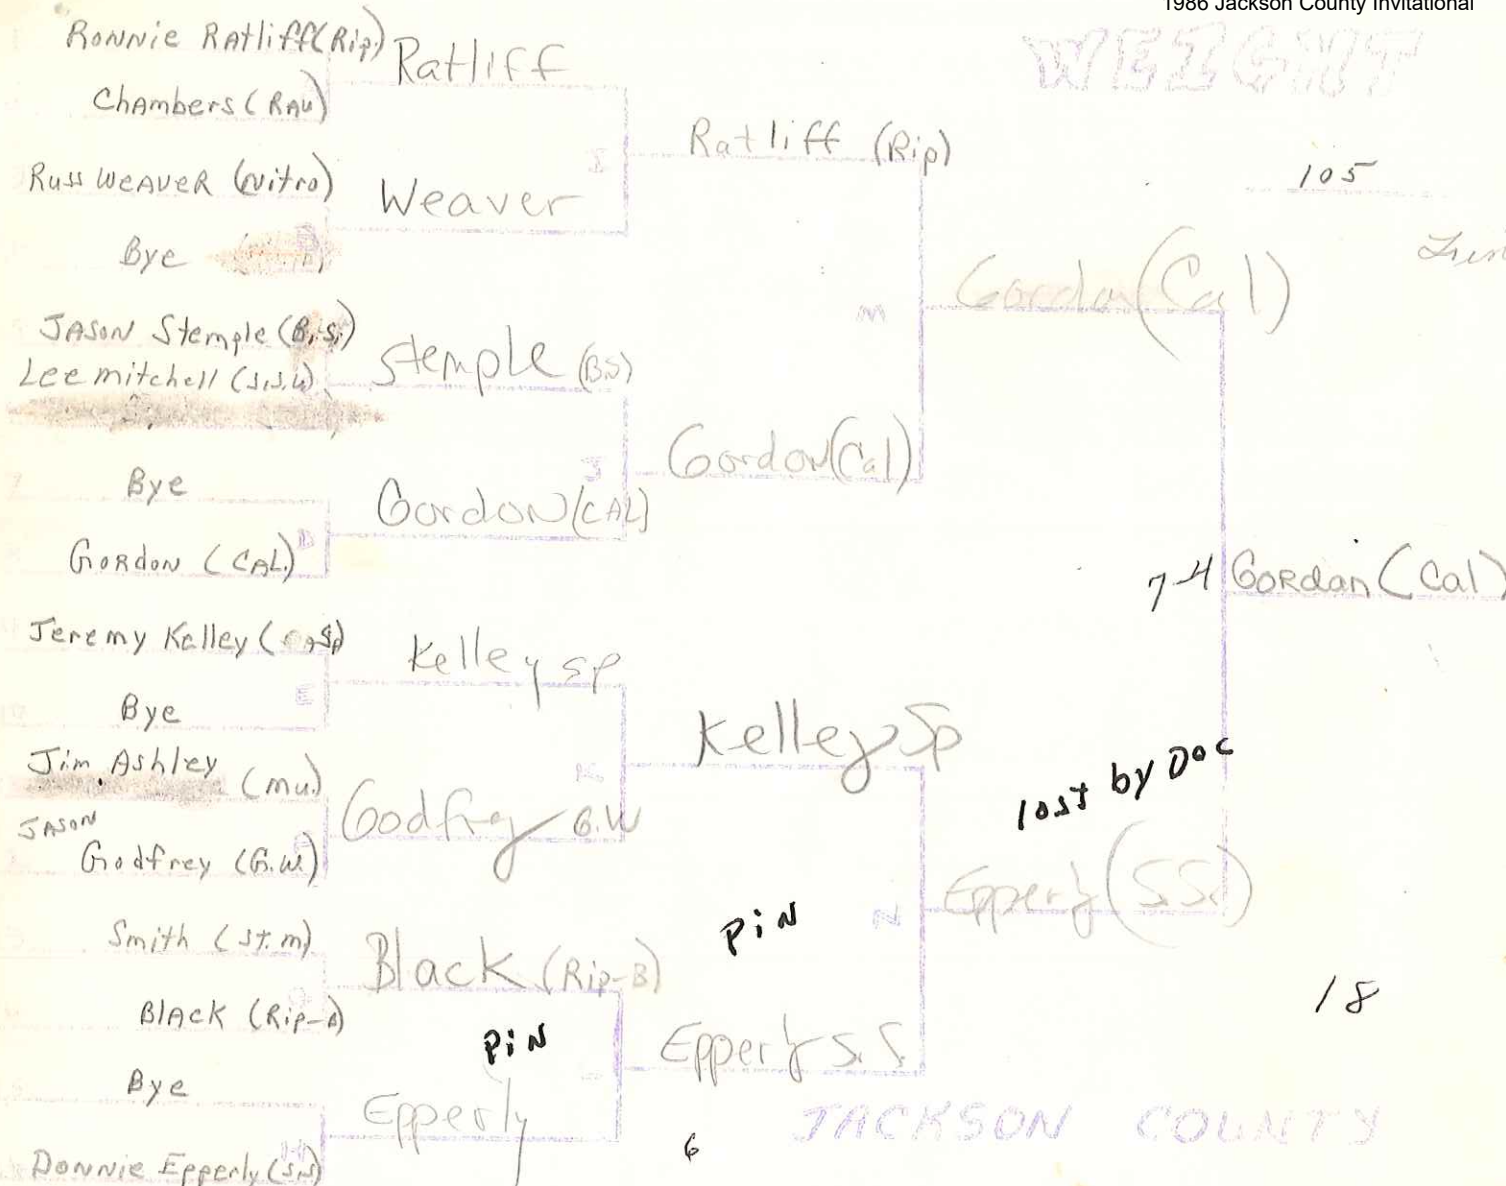 1986 Jackson County Invitational
WEIGHT
105
Ronnie Ratliff (Rip.)
Chambers (Rav)
Russ Weaver (Nitro)
Bye
Jason Stemple (B.S.)
Lee Mitchell (S.S.V)
Bye
Gordon (CAL.)
Jeremy Kelley (Sp)
Bye
Jim Ashley (Mu.)
Jason Godfrey (G.W.)
Smith (St. M)
Black (Rip-B)
Bye
Donnie Epperly (S.S)
Ratliff
Weaver
Stemple (BS)
Gordon (CAL)
Kelley SP
Godfrey G.W
Black (Rip-B)
PiN
Epperly
I
J
K
D
E
H
Ratliff (Rip)
Gordon (Cal)
Kelley Sp
Epperly S.S.
PiN
6
M
N
Gordon (Cal)
lost by DOC
Epperly (S.S.)
7-4 Gordan (Cal)
18
JACKSON COUNTY